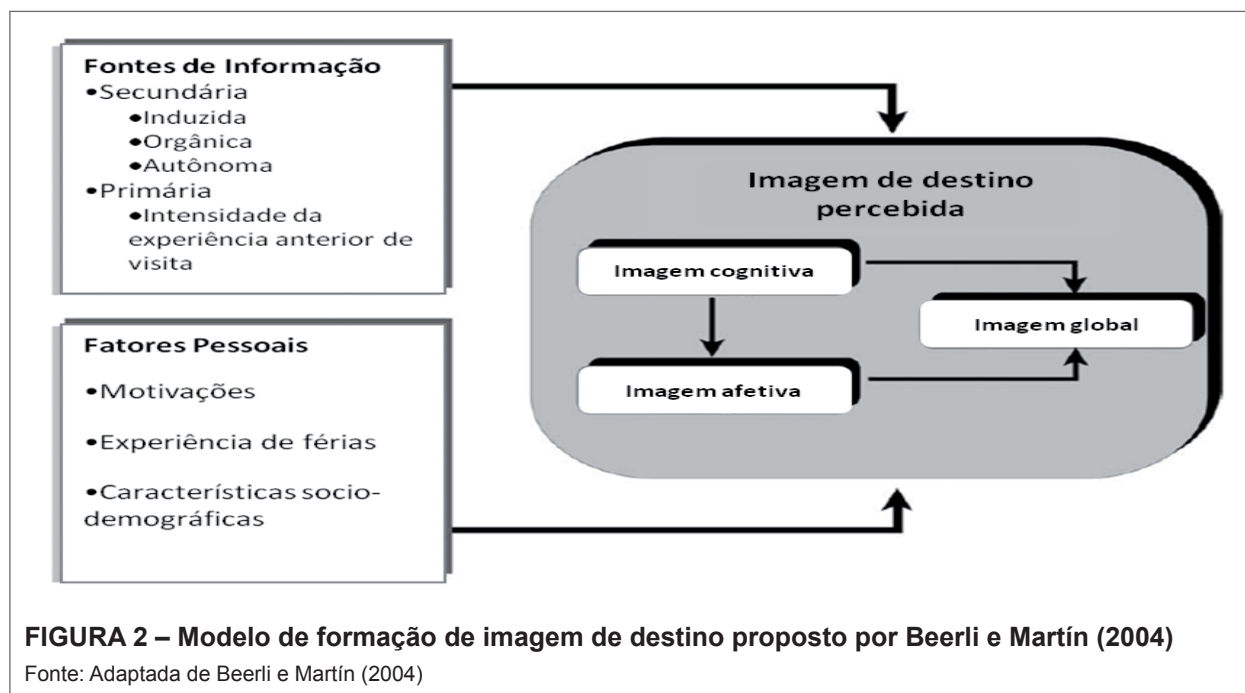 Fontes de Informação
•Secundária
•Induzida
•Orgânica
•Autônoma
•Primária
•Intensidade da
experiência anterior de
visita
Fatores Pessoais
•Motivações
•Experiência de férias
•Características socio-
demográficas
Imagem de destino
percebida
Imagem cognitiva
Imagem afetiva
Imagem global
FIGURA 2 – Modelo de formação de imagem de destino proposto por Beerli e Martín (2004)
Fonte: Adaptada de Beerli e Martín (2004)